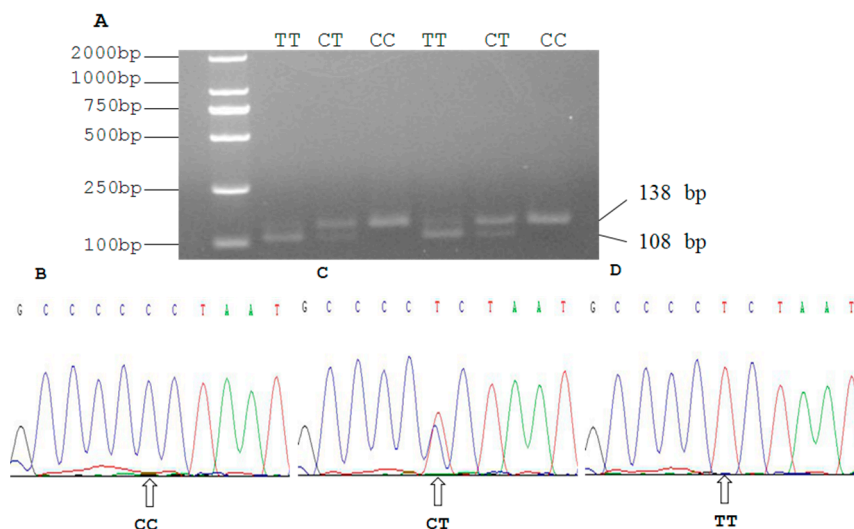 A
TT CT CC TT CT CC
2000bp
1000bp
750bp
500bp
250bp
100bp
138 bp
108 bp
B
G C C C C C C T A A T
CC
C
G C C C C T C T A A T
CT
D
G C C C C T C T A A T
TT